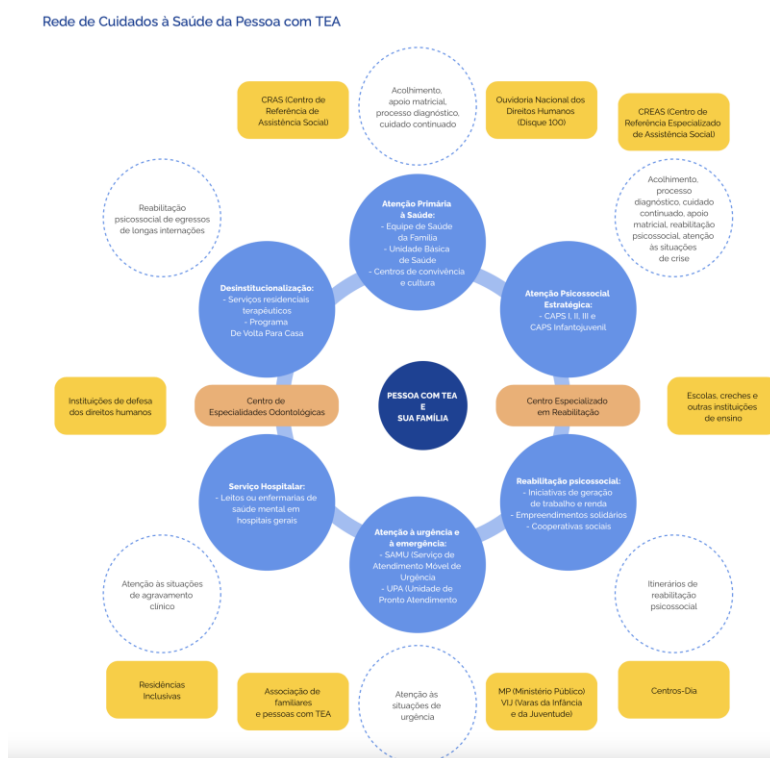 Rede de Cuidados à Saúde da Pessoa com TEA
CRAS (Centro de
Referência de
Assistência Social)
Acolhimento,
apoio matricial,
processo diagnóstico,
cuidado continuado
Ouvidoria Nacional dos
Direitos Humanos
(Disque 100)
CREAS (Centro de
Referência Especializado
de Assistência Social)
Reabilitação
psicossocial de egressos
de longas internações
Atenção Primária
à Saúde:
- Equipe de Saúde
da Família
- Unidade Básica
de Saúde
- Centros de convivência
e cultura
Acolhimento,
processo
diagnóstico, cuidado
continuado, apoio
matricial, reabilitação
psicossocial, atenção
às situações
de crise
Desinstitucionalização:
- Serviços residenciais
terapêuticos
- Programa
De Volta Para Casa
Atenção Psicossocial
Estratégica:
- CAPS I, II, III e
CAPS Infantojuvenil
Instituições de defesa
dos direitos humanos
Centro de
Especialidades Odontológicas
PESSOA COM TEA
E
SUA FAMÍLIA
Centro Especializado
em Reabilitação
Escolas, creches e
outras instituições
de ensino
Serviço Hospitalar:
- Leitos ou enfermarias de
saúde mental em
hospitais gerais
Atenção à urgência e
à emergência:
- SAMU (Serviço de
Atendimento Móvel de
Urgência
- UPA (Unidade de
Pronto Atendimento
Reabilitação psicossocial:
- Iniciativas de geração
de trabalho e renda
- Empreendimentos solidários
- Cooperativas sociais
Atenção às situações
de agravamento
clínico
Itinerários de
reabilitação
psicossocial
Residências
Inclusivas
Associação de
familiares
e pessoas com TEA
Atenção às
situações de
urgência
MP (Ministério Público)
VIJ (Varas da Infância
e da Juventude)
Centros-Dia